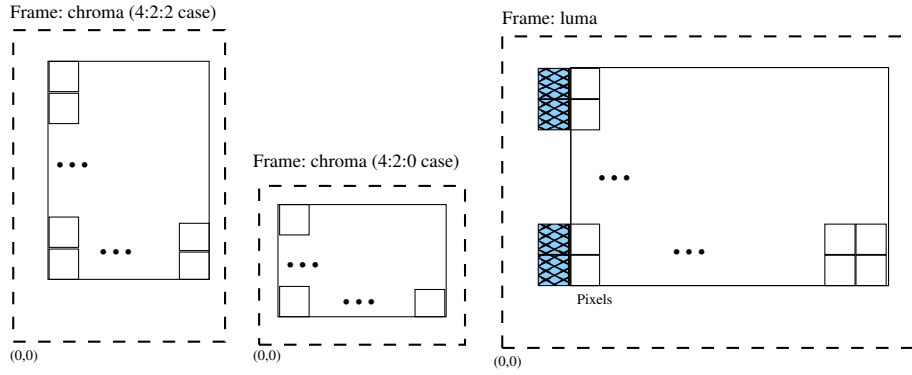 Frame: chroma (4:2:2 case)
Frame: luma
Frame: chroma (4:2:0 case)
Pixels
(0,0)
(0,0)
(0,0)